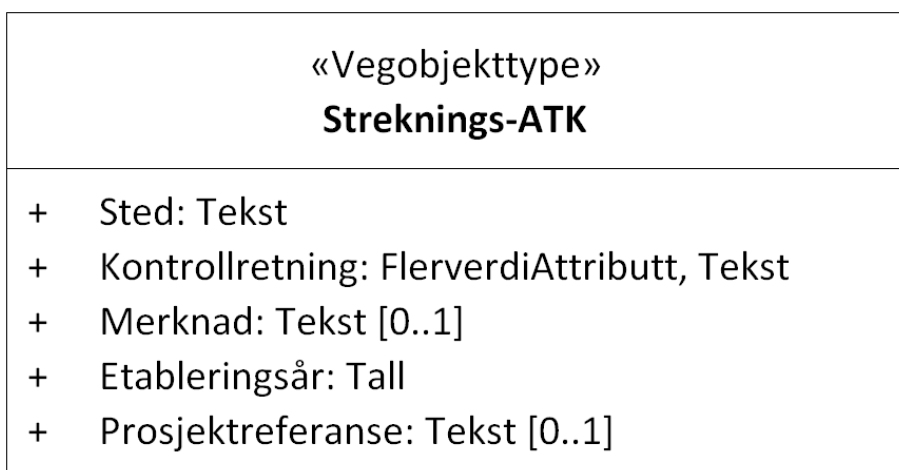 «Vegobjekttype»
Streknings-ATK
+ Sted: Tekst
+ Kontrollretning: FlerverdiAttributt, Tekst
+ Merknad: Tekst [0..1]
+ Etableringsår: Tall
+ Prosjektreferanse: Tekst [0..1]